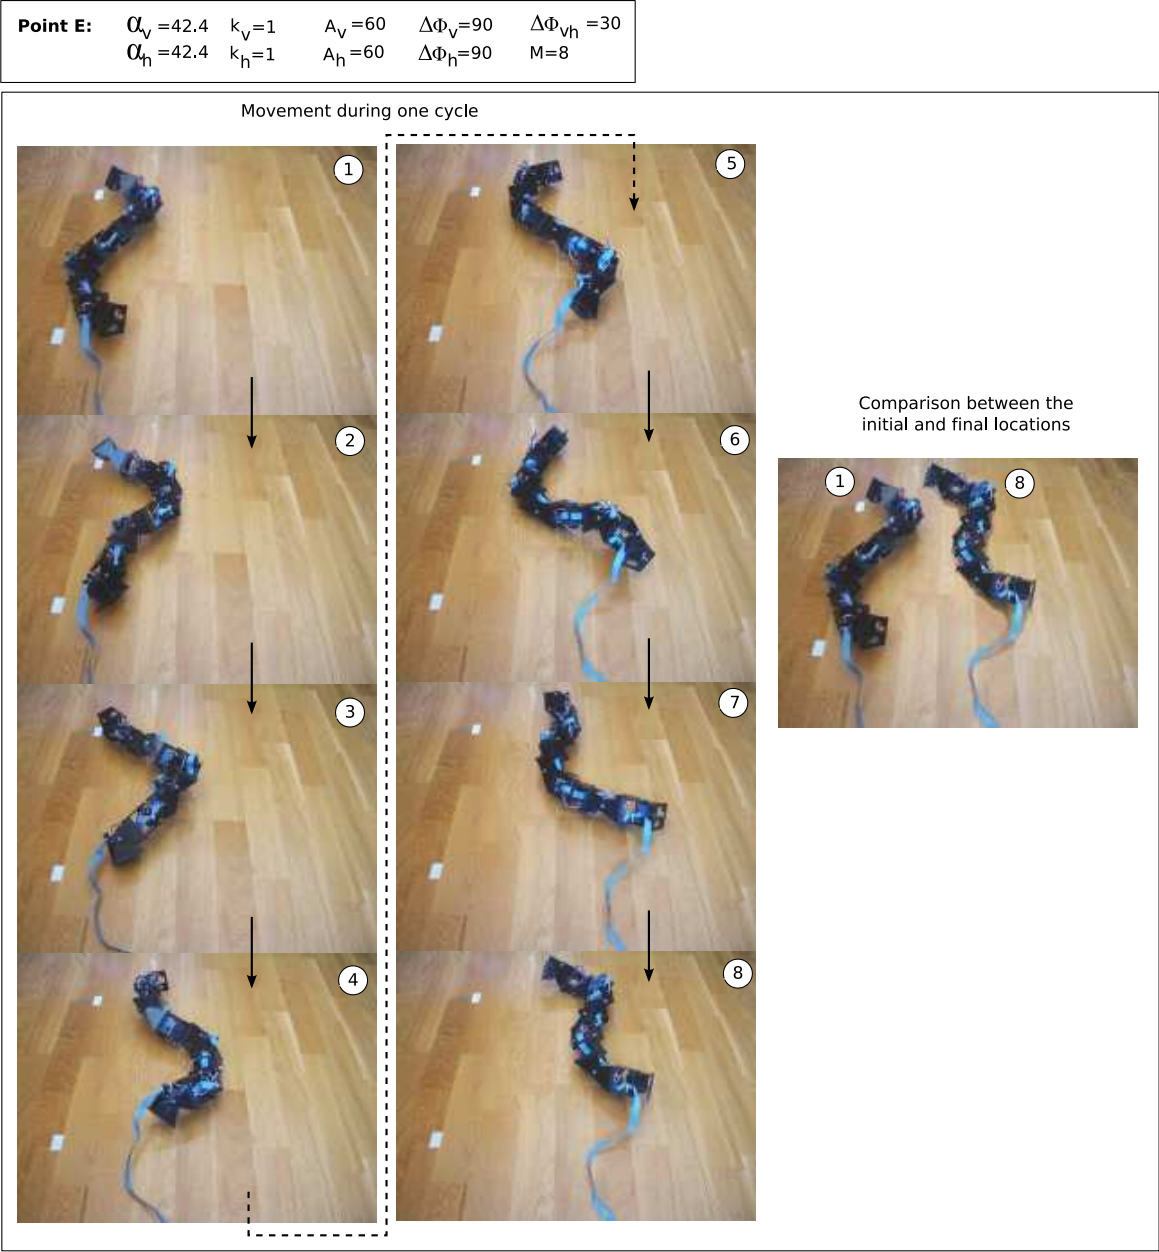 Point E: αv=42.4 kv=1 Av=60 ΔΦv=90 ΔΦvh=30
αh=42.4 kh=1 Ah=60 ΔΦh=90 M=8
Movement during one cycle
1
2
3
4
5
6
7
8
Comparison between the
initial and final locations
1
8